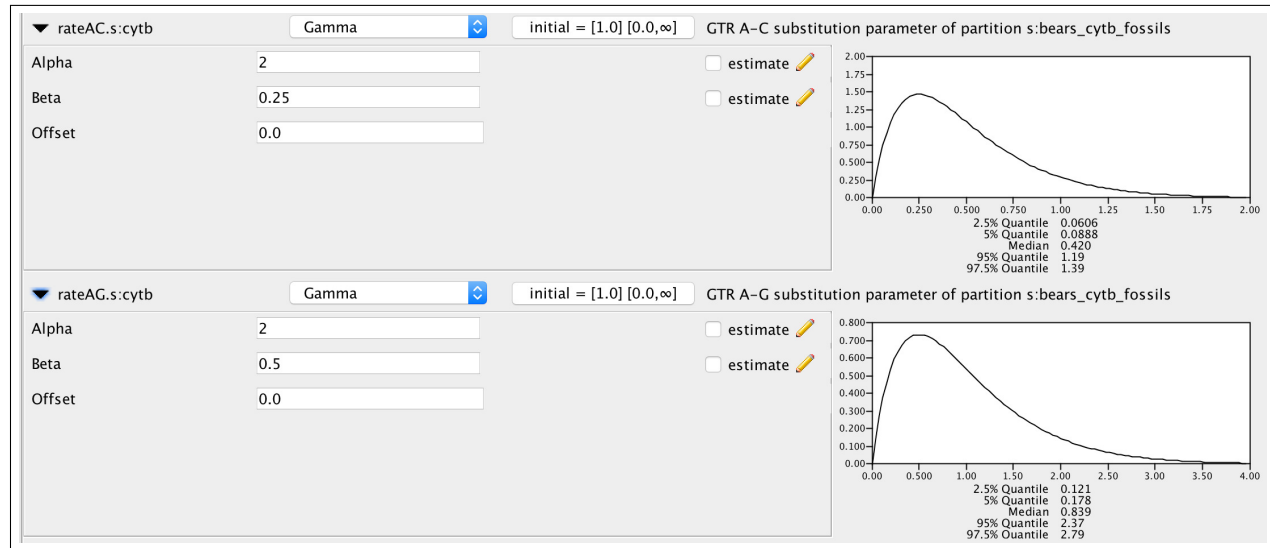 rateAC.s:cytb Gamma initial = [1.0] [0.0,∞] GTR A-C substitution parameter of partition s:bears_cytb_fossils
Alpha 2 estimate
Beta 0.25 estimate
Offset 0.0
2.00
1.75
1.50
1.25
1.00
0.750
0.500
0.250
0.00
0.00 0.250 0.500 0.750 1.00 1.25 1.50 1.75 2.00
2.5% Quantile 0.0606
5% Quantile 0.0888
Median 0.420
95% Quantile 1.19
97.5% Quantile 1.39
rateAG.s:cytb Gamma initial = [1.0] [0.0,∞] GTR A-G substitution parameter of partition s:bears_cytb_fossils
Alpha 2 estimate
Beta 0.5 estimate
Offset 0.0
0.800
0.700
0.600
0.500
0.400
0.300
0.200
0.100
0.00
0.00 0.500 1.00 1.50 2.00 2.50 3.00 3.50 4.00
2.5% Quantile 0.121
5% Quantile 0.178
Median 0.839
95% Quantile 2.37
97.5% Quantile 2.79